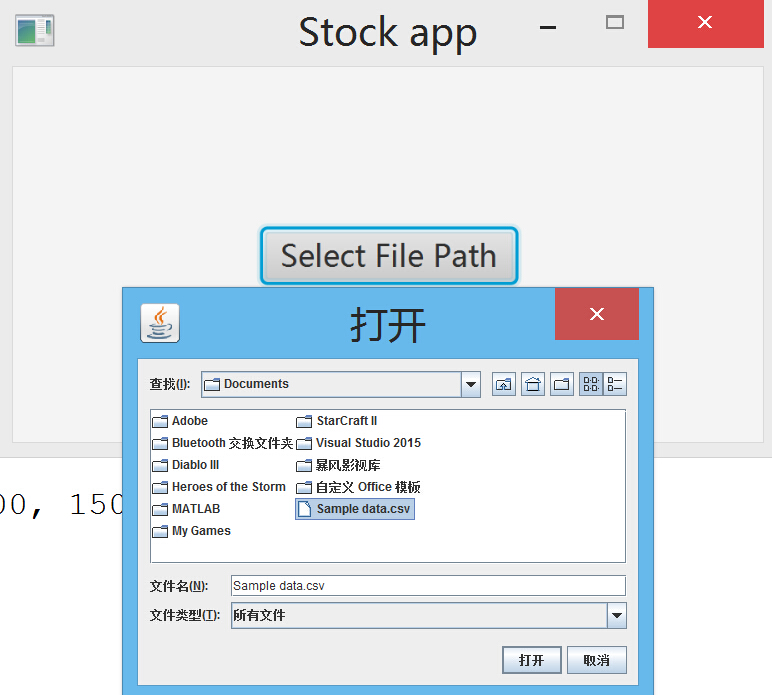 Stock app
Select File Path
打开
查找(I): Documents
Adobe
Bluetooth 交换文件夹
Diablo III
Heroes of the Storm
MATLAB
My Games
StarCraft II
Visual Studio 2015
暴风影视库
自定义 Office 模板
Sample data.csv
00, 150
文件名(N): Sample data.csv
文件类型(T): 所有文件
打开 取消